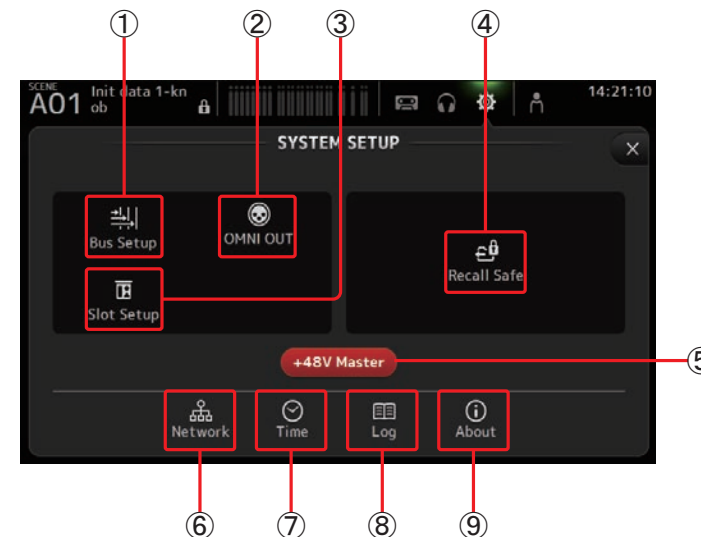 ① ② ③ ④
SCENE
A01 Init data 1-kn
ob
14:21:10
SYSTEM SETUP
Bus Setup
OMNI OUT
Slot Setup
Recall Safe
+48V Master
⑤
Network
Time
Log
About
⑥ ⑦ ⑧ ⑨